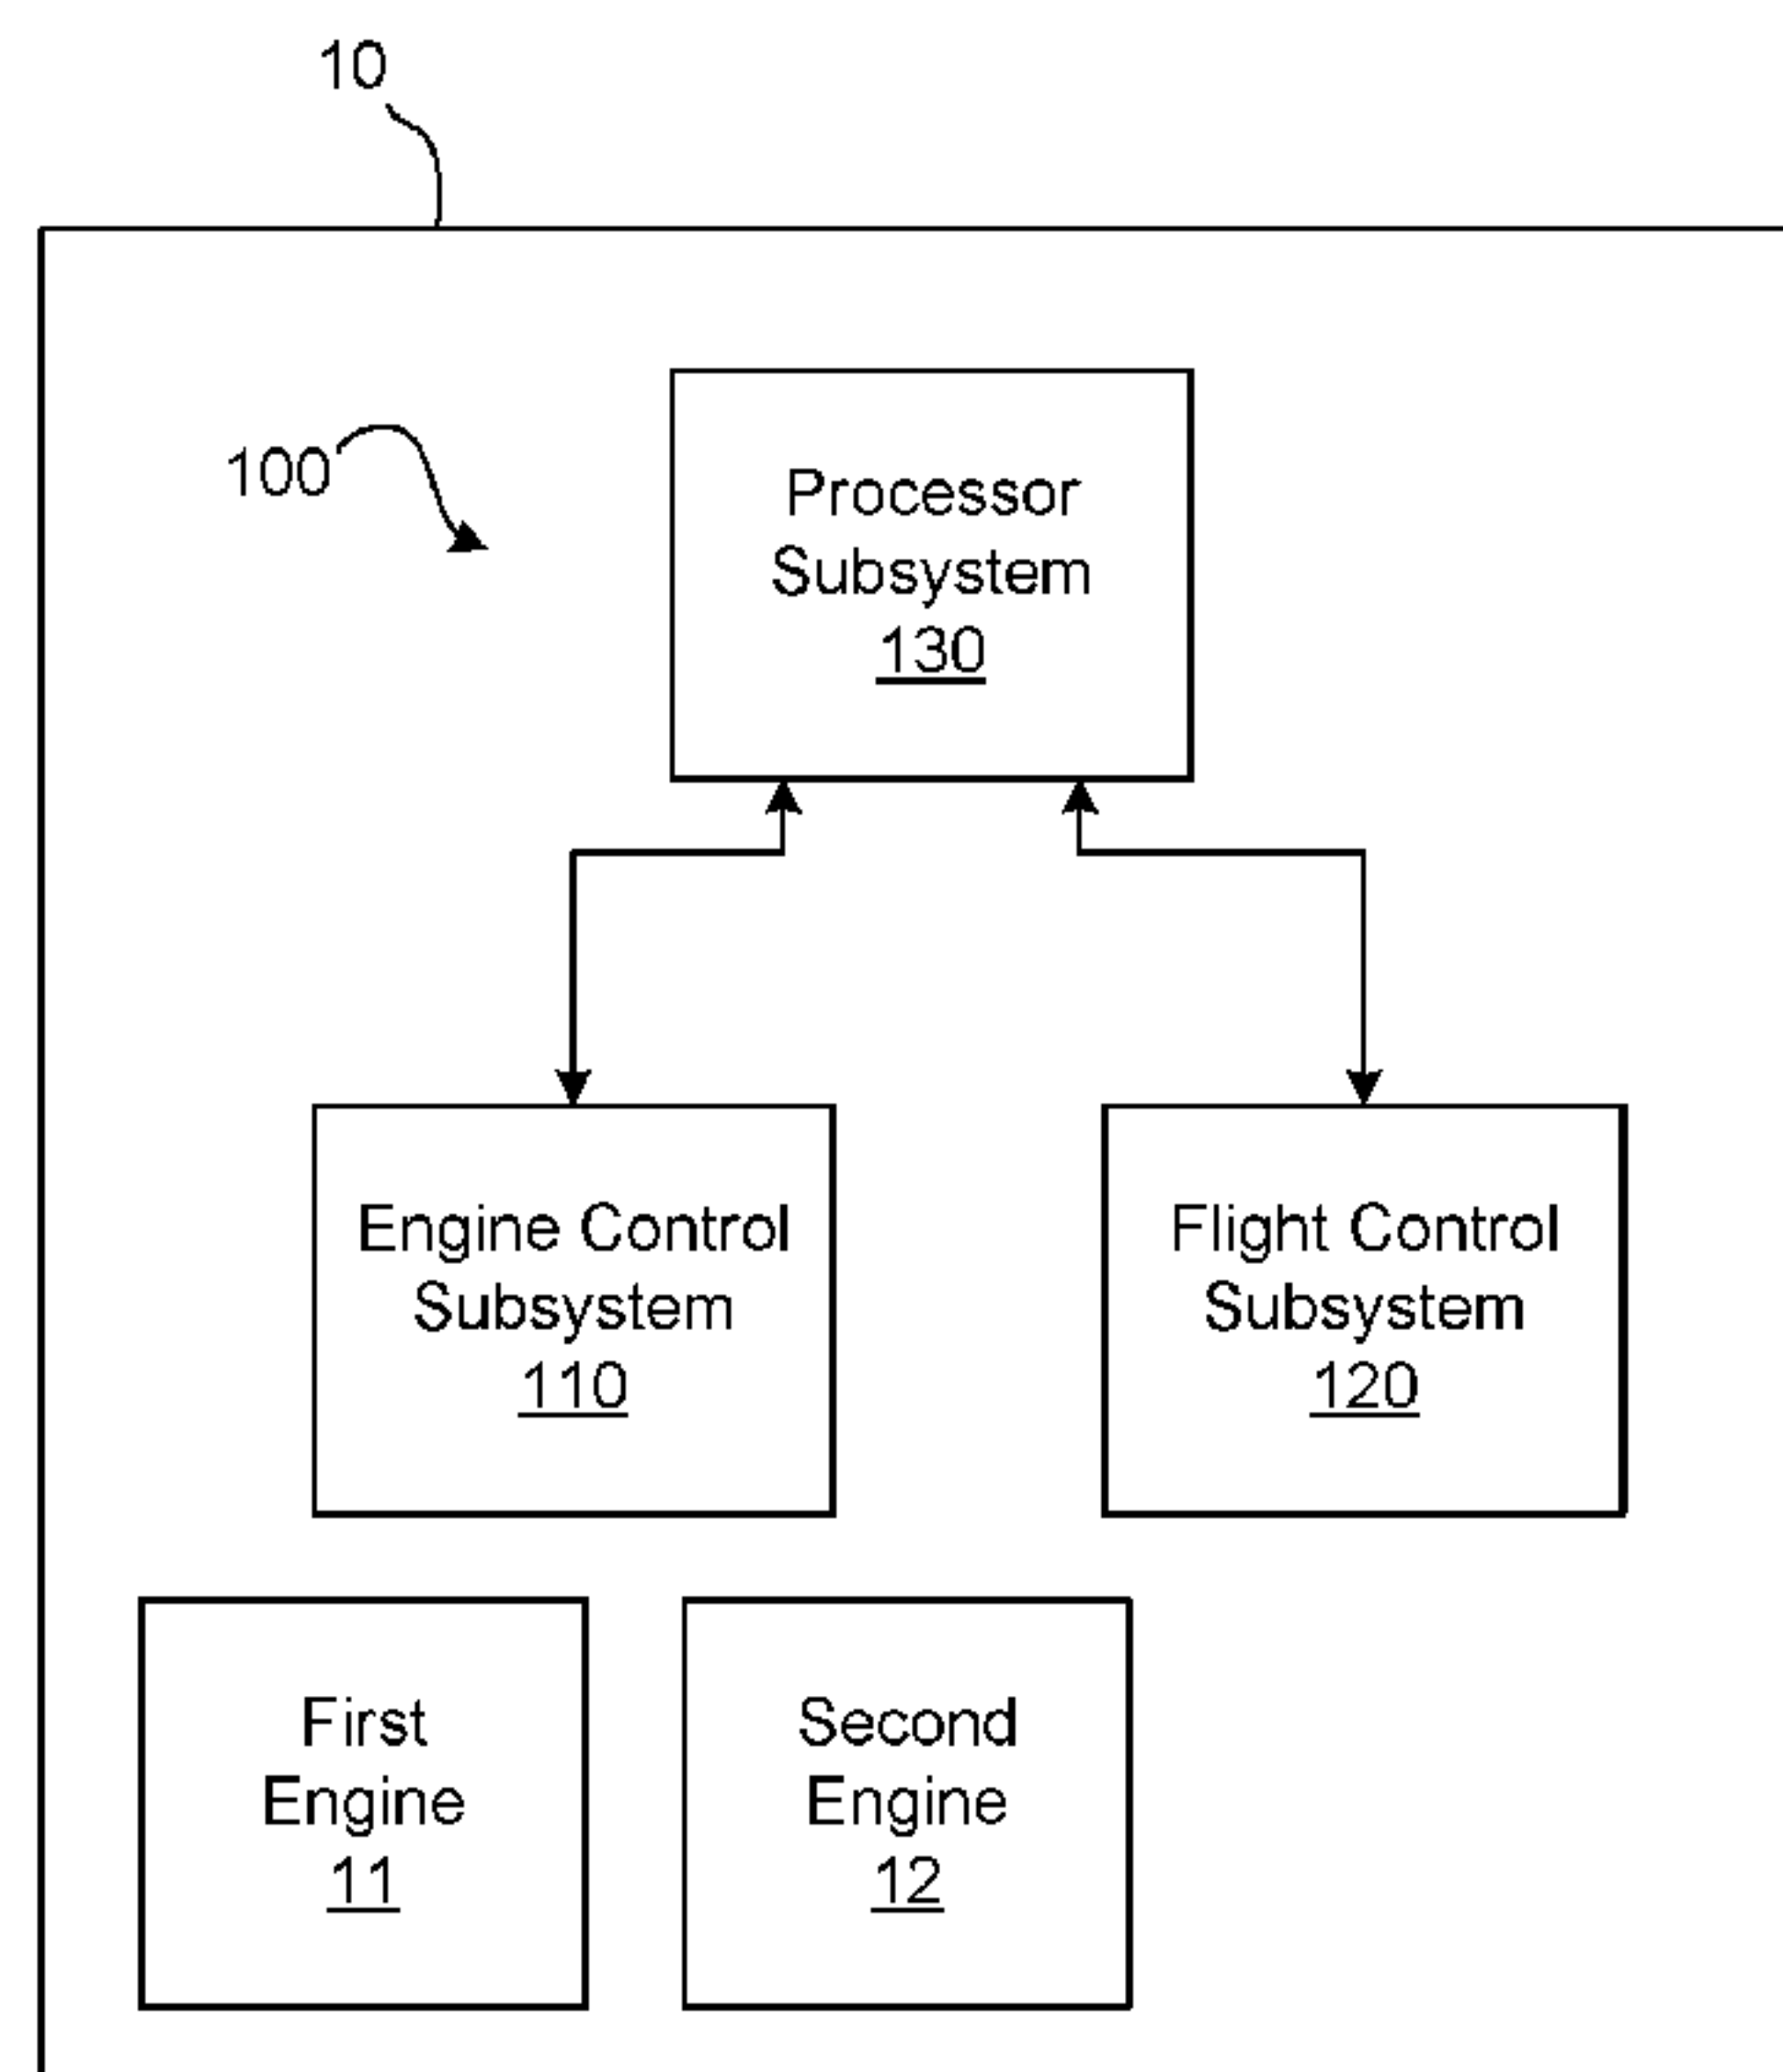 10
100
Processor
Subsystem
130
Engine Control
Subsystem
110
Flight Control
Subsystem
120
First
Engine
11
Second
Engine
12